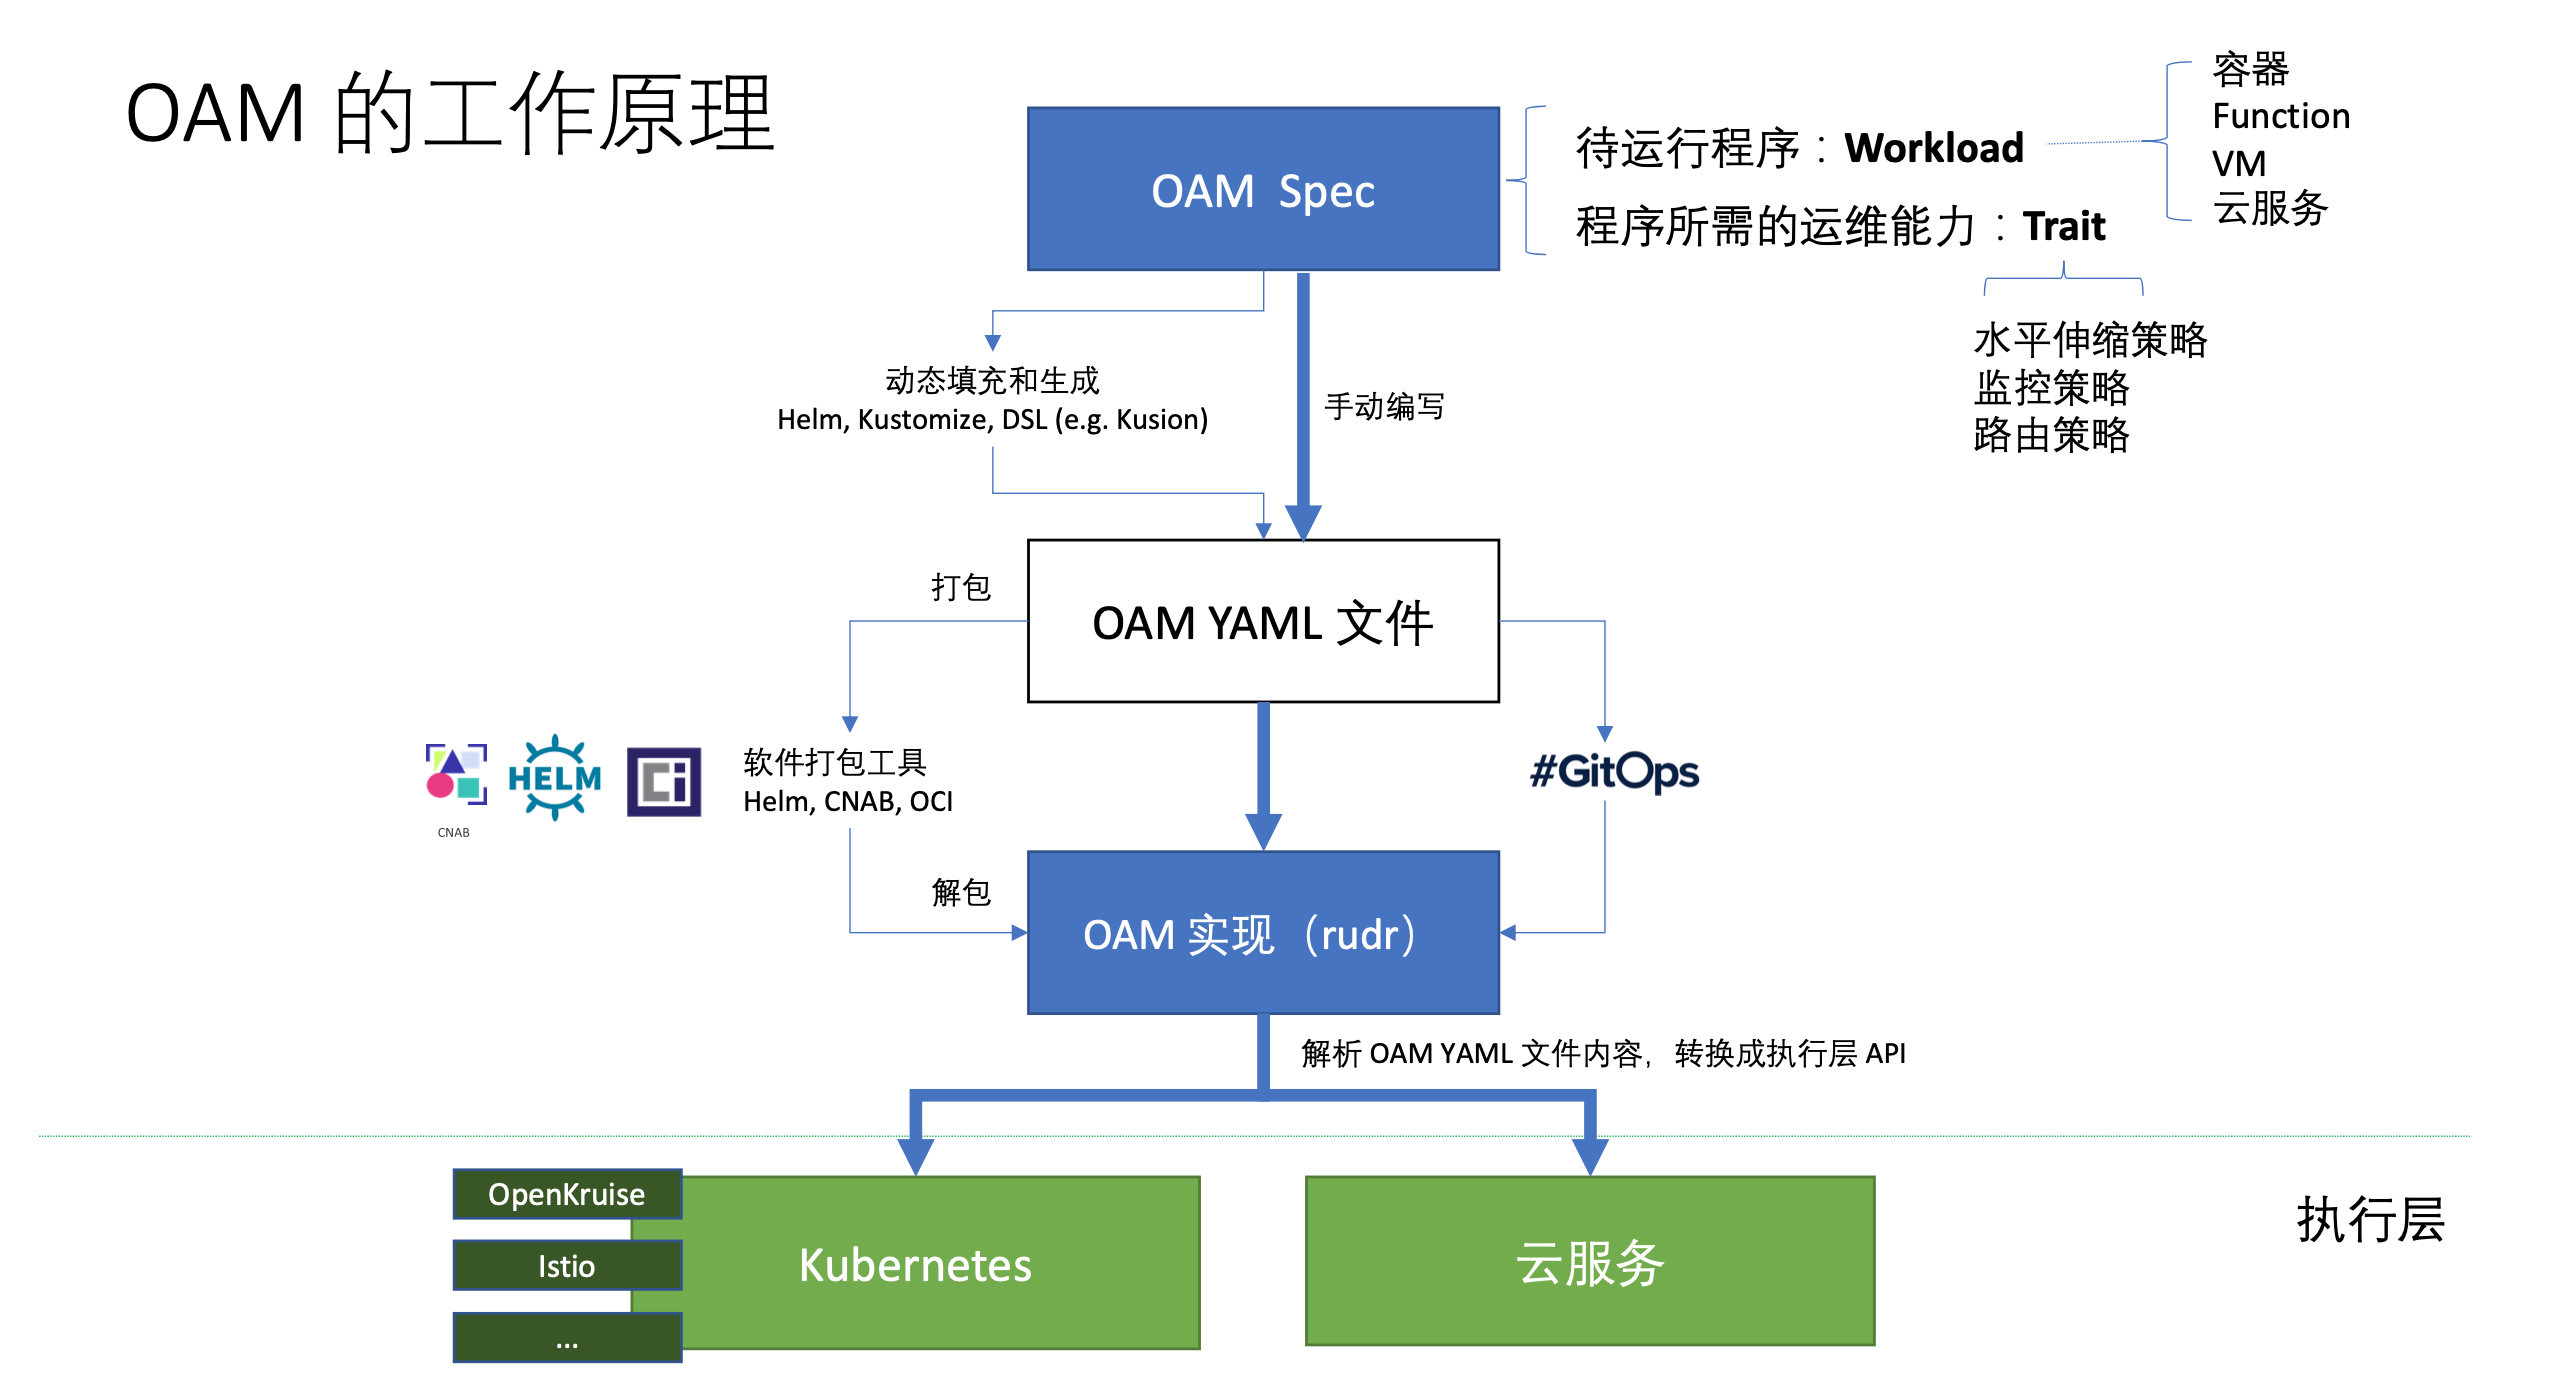 OAM 的工作原理
OAM Spec
待运行程序：Workload
程序所需的运维能力：Trait
容器
Function
VM
云服务
水平伸缩策略
监控策略
路由策略
动态填充和生成
Helm, Kustomize, DSL (e.g. Kusion)
手动编写
打包
OAM YAML 文件
CNAB
HELM
软件打包工具
Helm, CNAB, OCI
#GitOps
解包
OAM 实现（rudr）
解析 OAM YAML 文件内容，转换成执行层 API
OpenKruise
Istio
...
Kubernetes
云服务
执行层